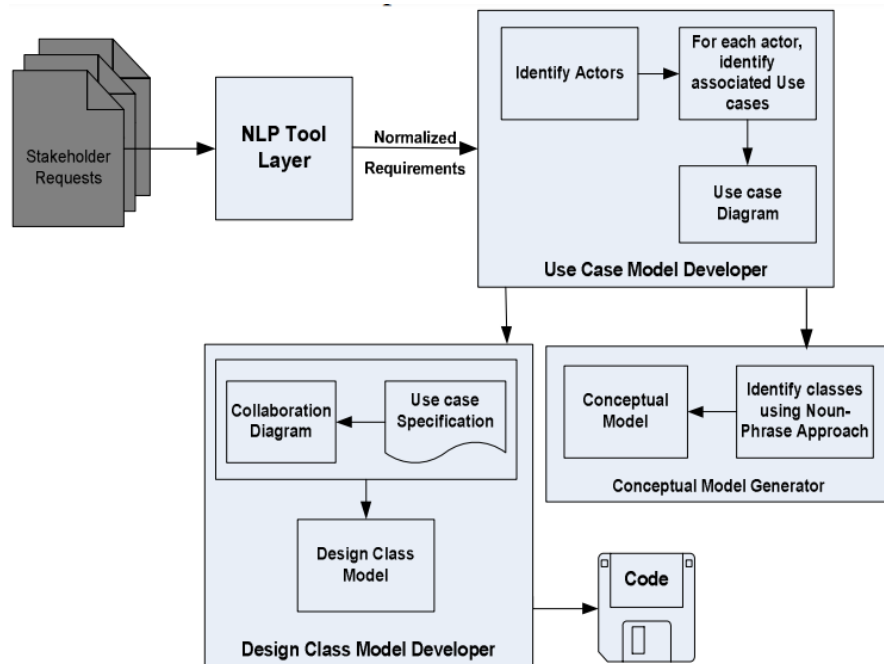 Stakeholder
Requests
NLP Tool
Layer
Normalized
Requirements
Identify Actors
For each actor,
identify
associated Use
cases
Use case
Diagram
Use Case Model Developer
Collaboration
Diagram
Use case
Specification
Design Class
Model
Design Class Model Developer
Conceptual
Model
Identify classes
using Noun-
Phrase Approach
Conceptual Model Generator
Code